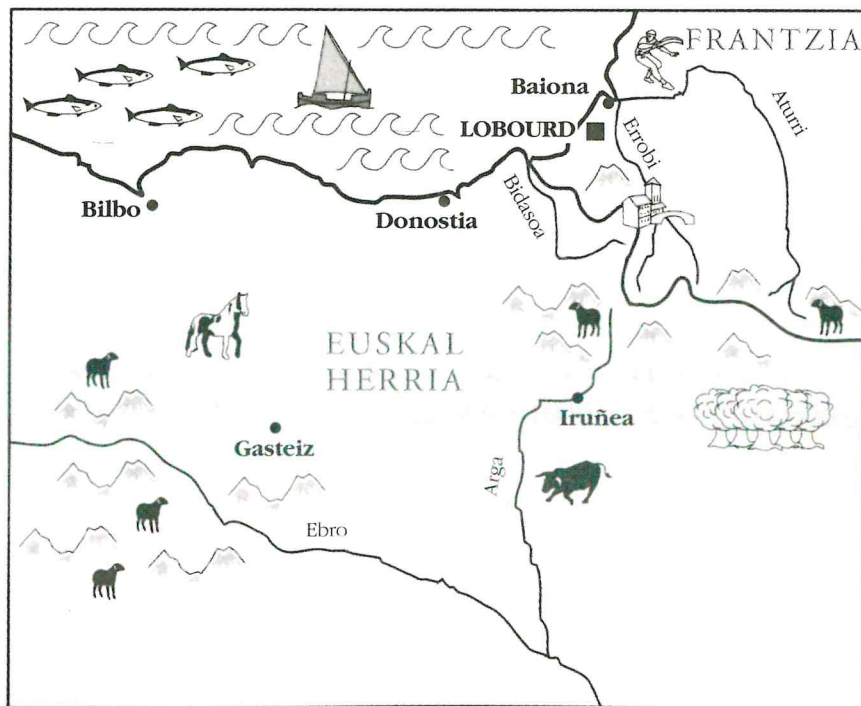 FRANTZIA
Baiona
LOBOURD
Errobi
Aturri
Bidasoa
Bilbo
Donostia
EUSKAL
HERRIA
Iruñea
Gasteiz
Arga
Ebro